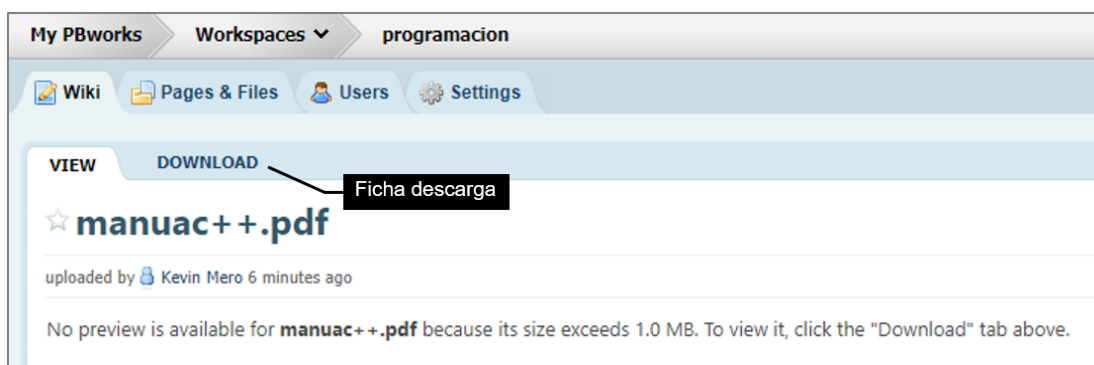 My PBworks Workspaces programacion
Wiki Pages & Files Users Settings
VIEW DOWNLOAD
Ficha descarga
manuac++.pdf
uploaded by Kevin Mero 6 minutes ago
No preview is available for manuac++.pdf because its size exceeds 1.0 MB. To view it, click the "Download" tab above.